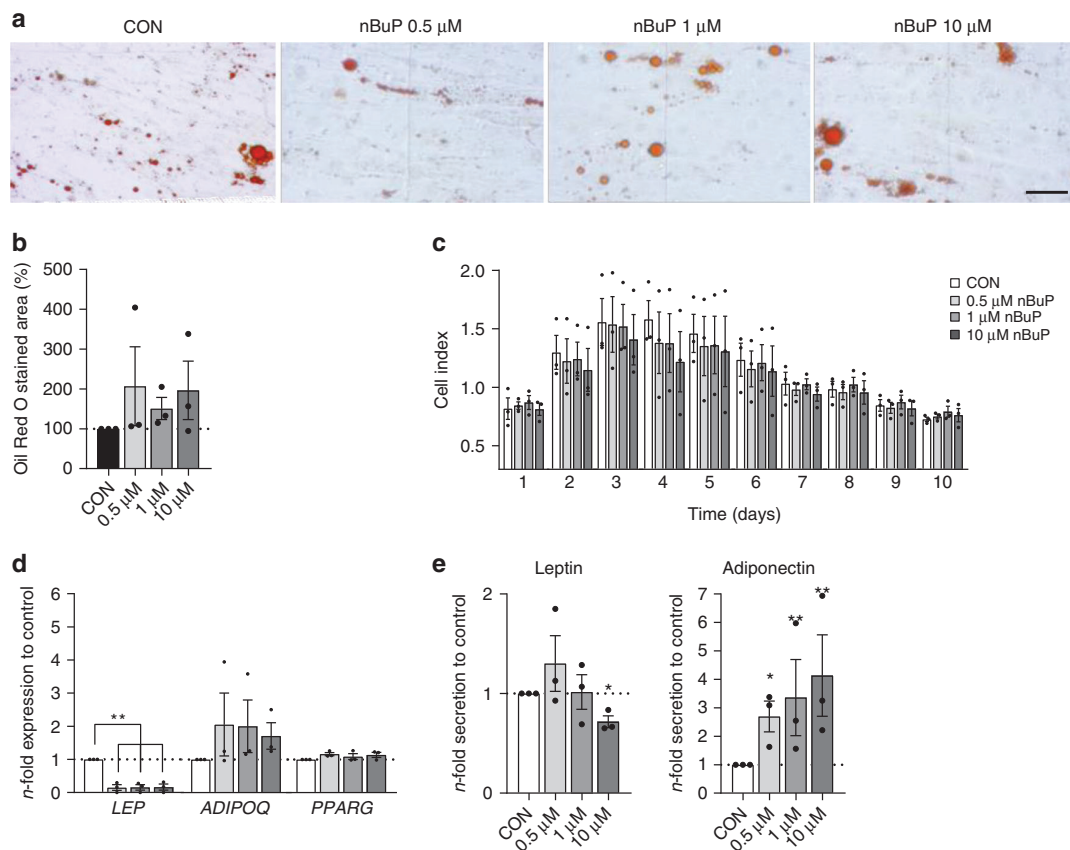 a
CON
nBuP 0.5 μM
nBuP 1 μM
nBuP 10 μM
b
Oil Red O stained area (%)
500
400
300
200
100
0
CON
0.5 μM
1 μM
10 μM
c
Cell index
2.0
1.5
1.0
0.5
1 2 3 4 5 6 7 8 9 10
Time (days)
CON
0.5 μM nBuP
1 μM nBuP
10 μM nBuP
d
n-fold expression to control
6
5
4
3
2
1
0
**
LEP ADIPOQ PPARG
e
Leptin
n-fold secretion to control
2
1
0
*
CON
0.5 μM
1 μM
10 μM
Adiponectin
n-fold secretion to control
7
6
5
4
3
2
1
0
*
**
**
CON
0.5 μM
1 μM
10 μM